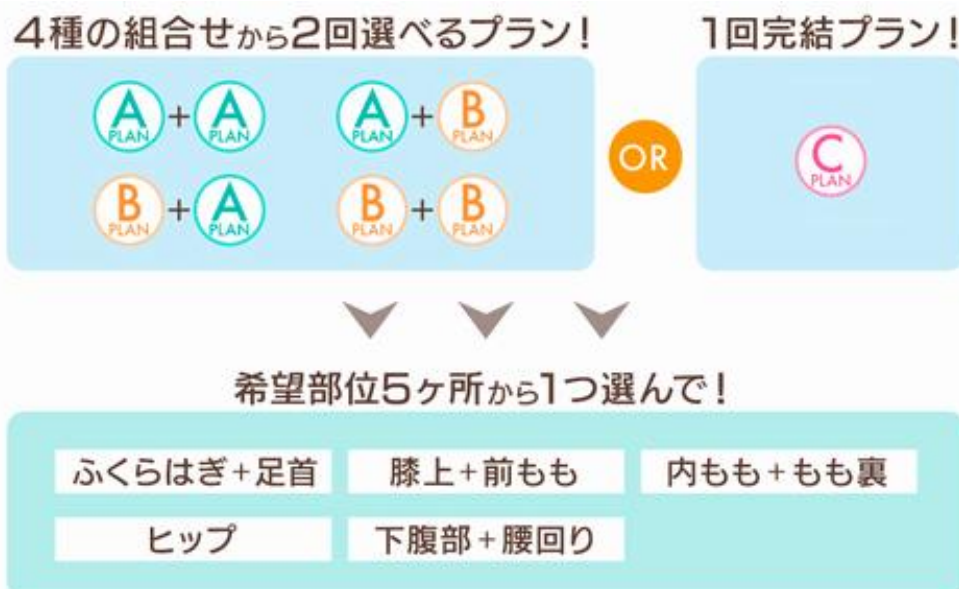 4種の組合せから2回選べるプラン!
1回完結プラン!
A PLAN + A PLAN
A PLAN + B PLAN
B PLAN + A PLAN
B PLAN + B PLAN
OR
C PLAN
希望部位5ヶ所から1つ選んで!
ふくらはぎ+足首
膝上+前もも
内もも+もも裏
ヒップ
下腹部+腰回り